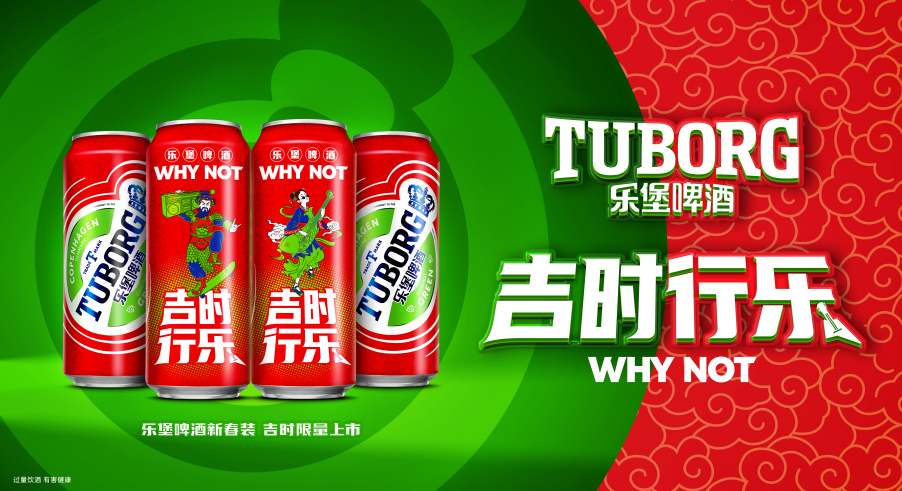 TUBORG
乐堡啤酒
吉时行乐
WHY NOT
COPENHAGEN
TRADE MARK
TUBORG
乐堡啤酒
乐堡啤酒
WHY NOT
吉时
行乐
乐堡啤酒
WHY NOT
吉时
行乐
TUBORG
乐堡啤酒
GREEN
乐堡啤酒新春装 吉时限量上市
过量饮酒 有害健康